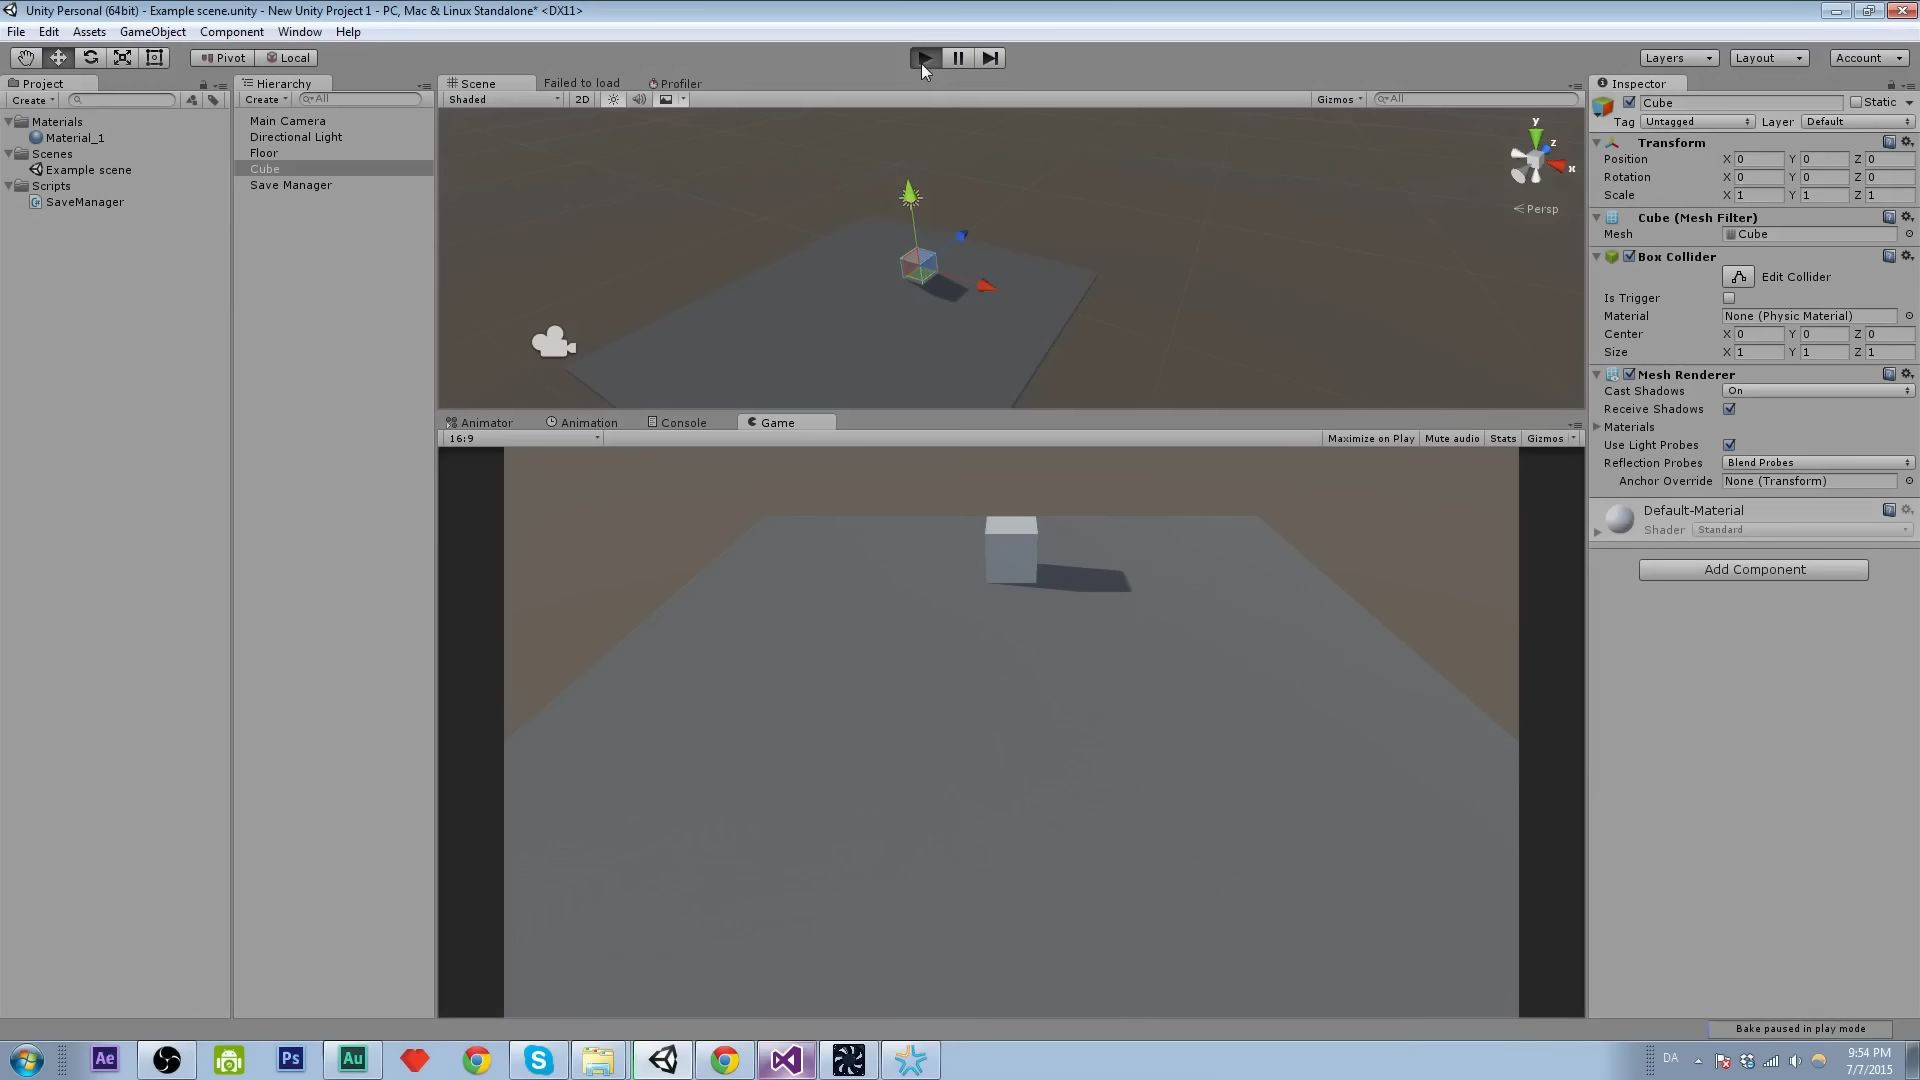 Unity Personal (64bit) - Example scene.unity - New Unity Project 1 - PC, Mac & Linux Standalone* <DX11>
File Edit Assets GameObject Component Window Help
Pivot Local Layers Layout Account
Project Hierarchy Scene Failed to load Profiler Inspector
Create Create All Shaded 2D Gizmos All
Cube Static
Tag Untagged Layer Default
Materials
Material_1
Scenes
Example scene
Scripts
SaveManager
Main Camera
Directional Light
Floor
Cube
Save Manager
y
z
x
Persp
Transform
Position X 0 Y 0 Z 0
Rotation X 0 Y 0 Z 0
Scale X 1 Y 1 Z 1
Cube (Mesh Filter)
Mesh Cube
Box Collider
Edit Collider
Is Trigger
Material None (Physic Material)
Center X 0 Y 0 Z 0
Size X 1 Y 1 Z 1
Mesh Renderer
Cast Shadows On
Receive Shadows
Materials
Use Light Probes
Reflection Probes Blend Probes
Anchor Override None (Transform)
Default-Material
Shader Standard
Add Component
Animator Animation Console Game
16:9 Maximize on Play Mute audio Stats Gizmos
Bake paused in play mode
Ae Ps Au DA 9:54 PM
7/7/2015